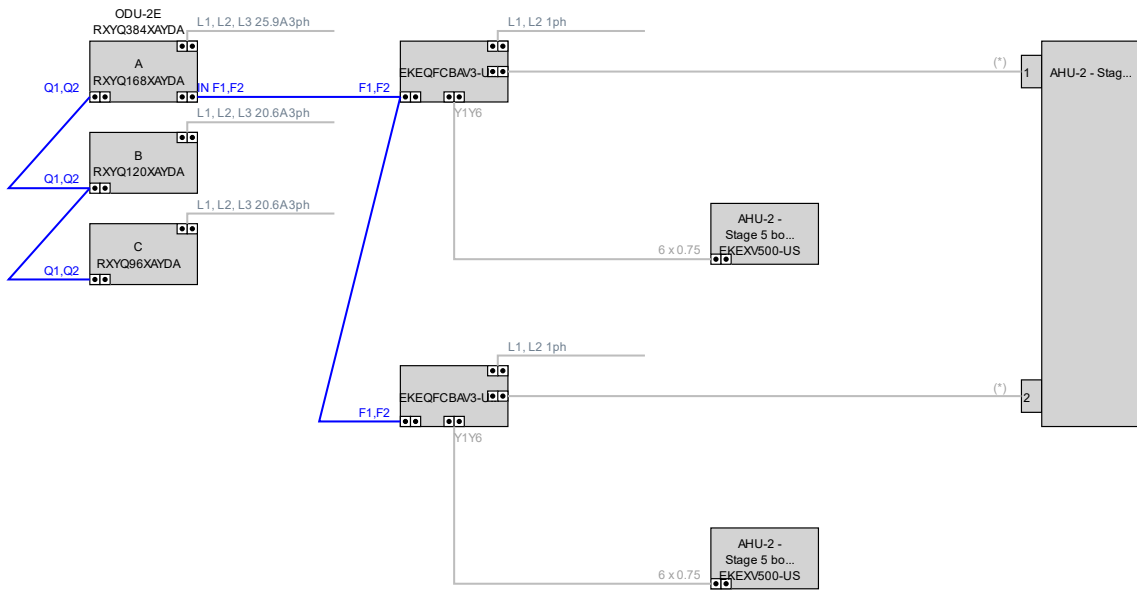 ODU-2E
RXYQ384XAYDA
L1, L2, L3 25.9A3ph
A
RXYQ168XAYDA
Q1,Q2
IN F1,F2
L1, L2, L3 20.6A3ph
B
RXYQ120XAYDA
Q1,Q2
L1, L2, L3 20.6A3ph
C
RXYQ96XAYDA
Q1,Q2
L1, L2 1ph
EKEQFCBAV3-U
F1,F2
Y1Y6
(*)
1
AHU-2 - Stag...
AHU-2 -
Stage 5 bo...
EKEXV500-US
6 x 0.75
L1, L2 1ph
EKEQFCBAV3-U
F1,F2
Y1Y6
(*)
2
AHU-2 -
Stage 5 bo...
EKEXV500-US
6 x 0.75